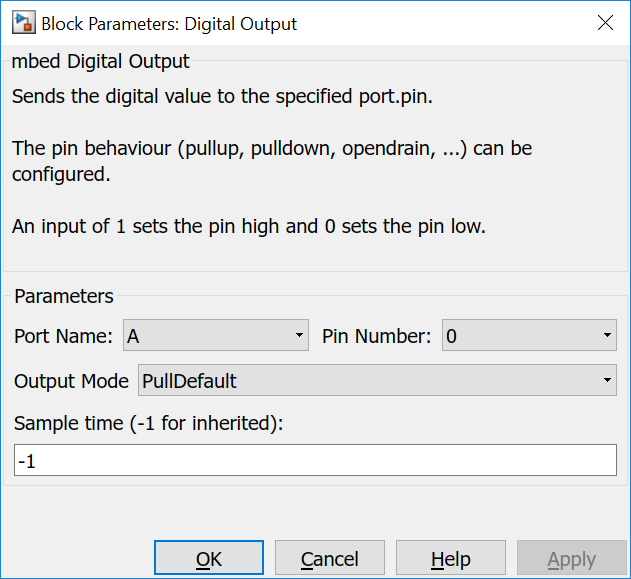 Block Parameters: Digital Output
mbed Digital Output
Sends the digital value to the specified port.pin.
The pin behaviour (pullup, pulldown, opendrain, ...) can be
configured.
An input of 1 sets the pin high and 0 sets the pin low.
Parameters
Port Name: A Pin Number: 0
Output Mode PullDefault
Sample time (-1 for inherited):
-1
OK Cancel Help Apply